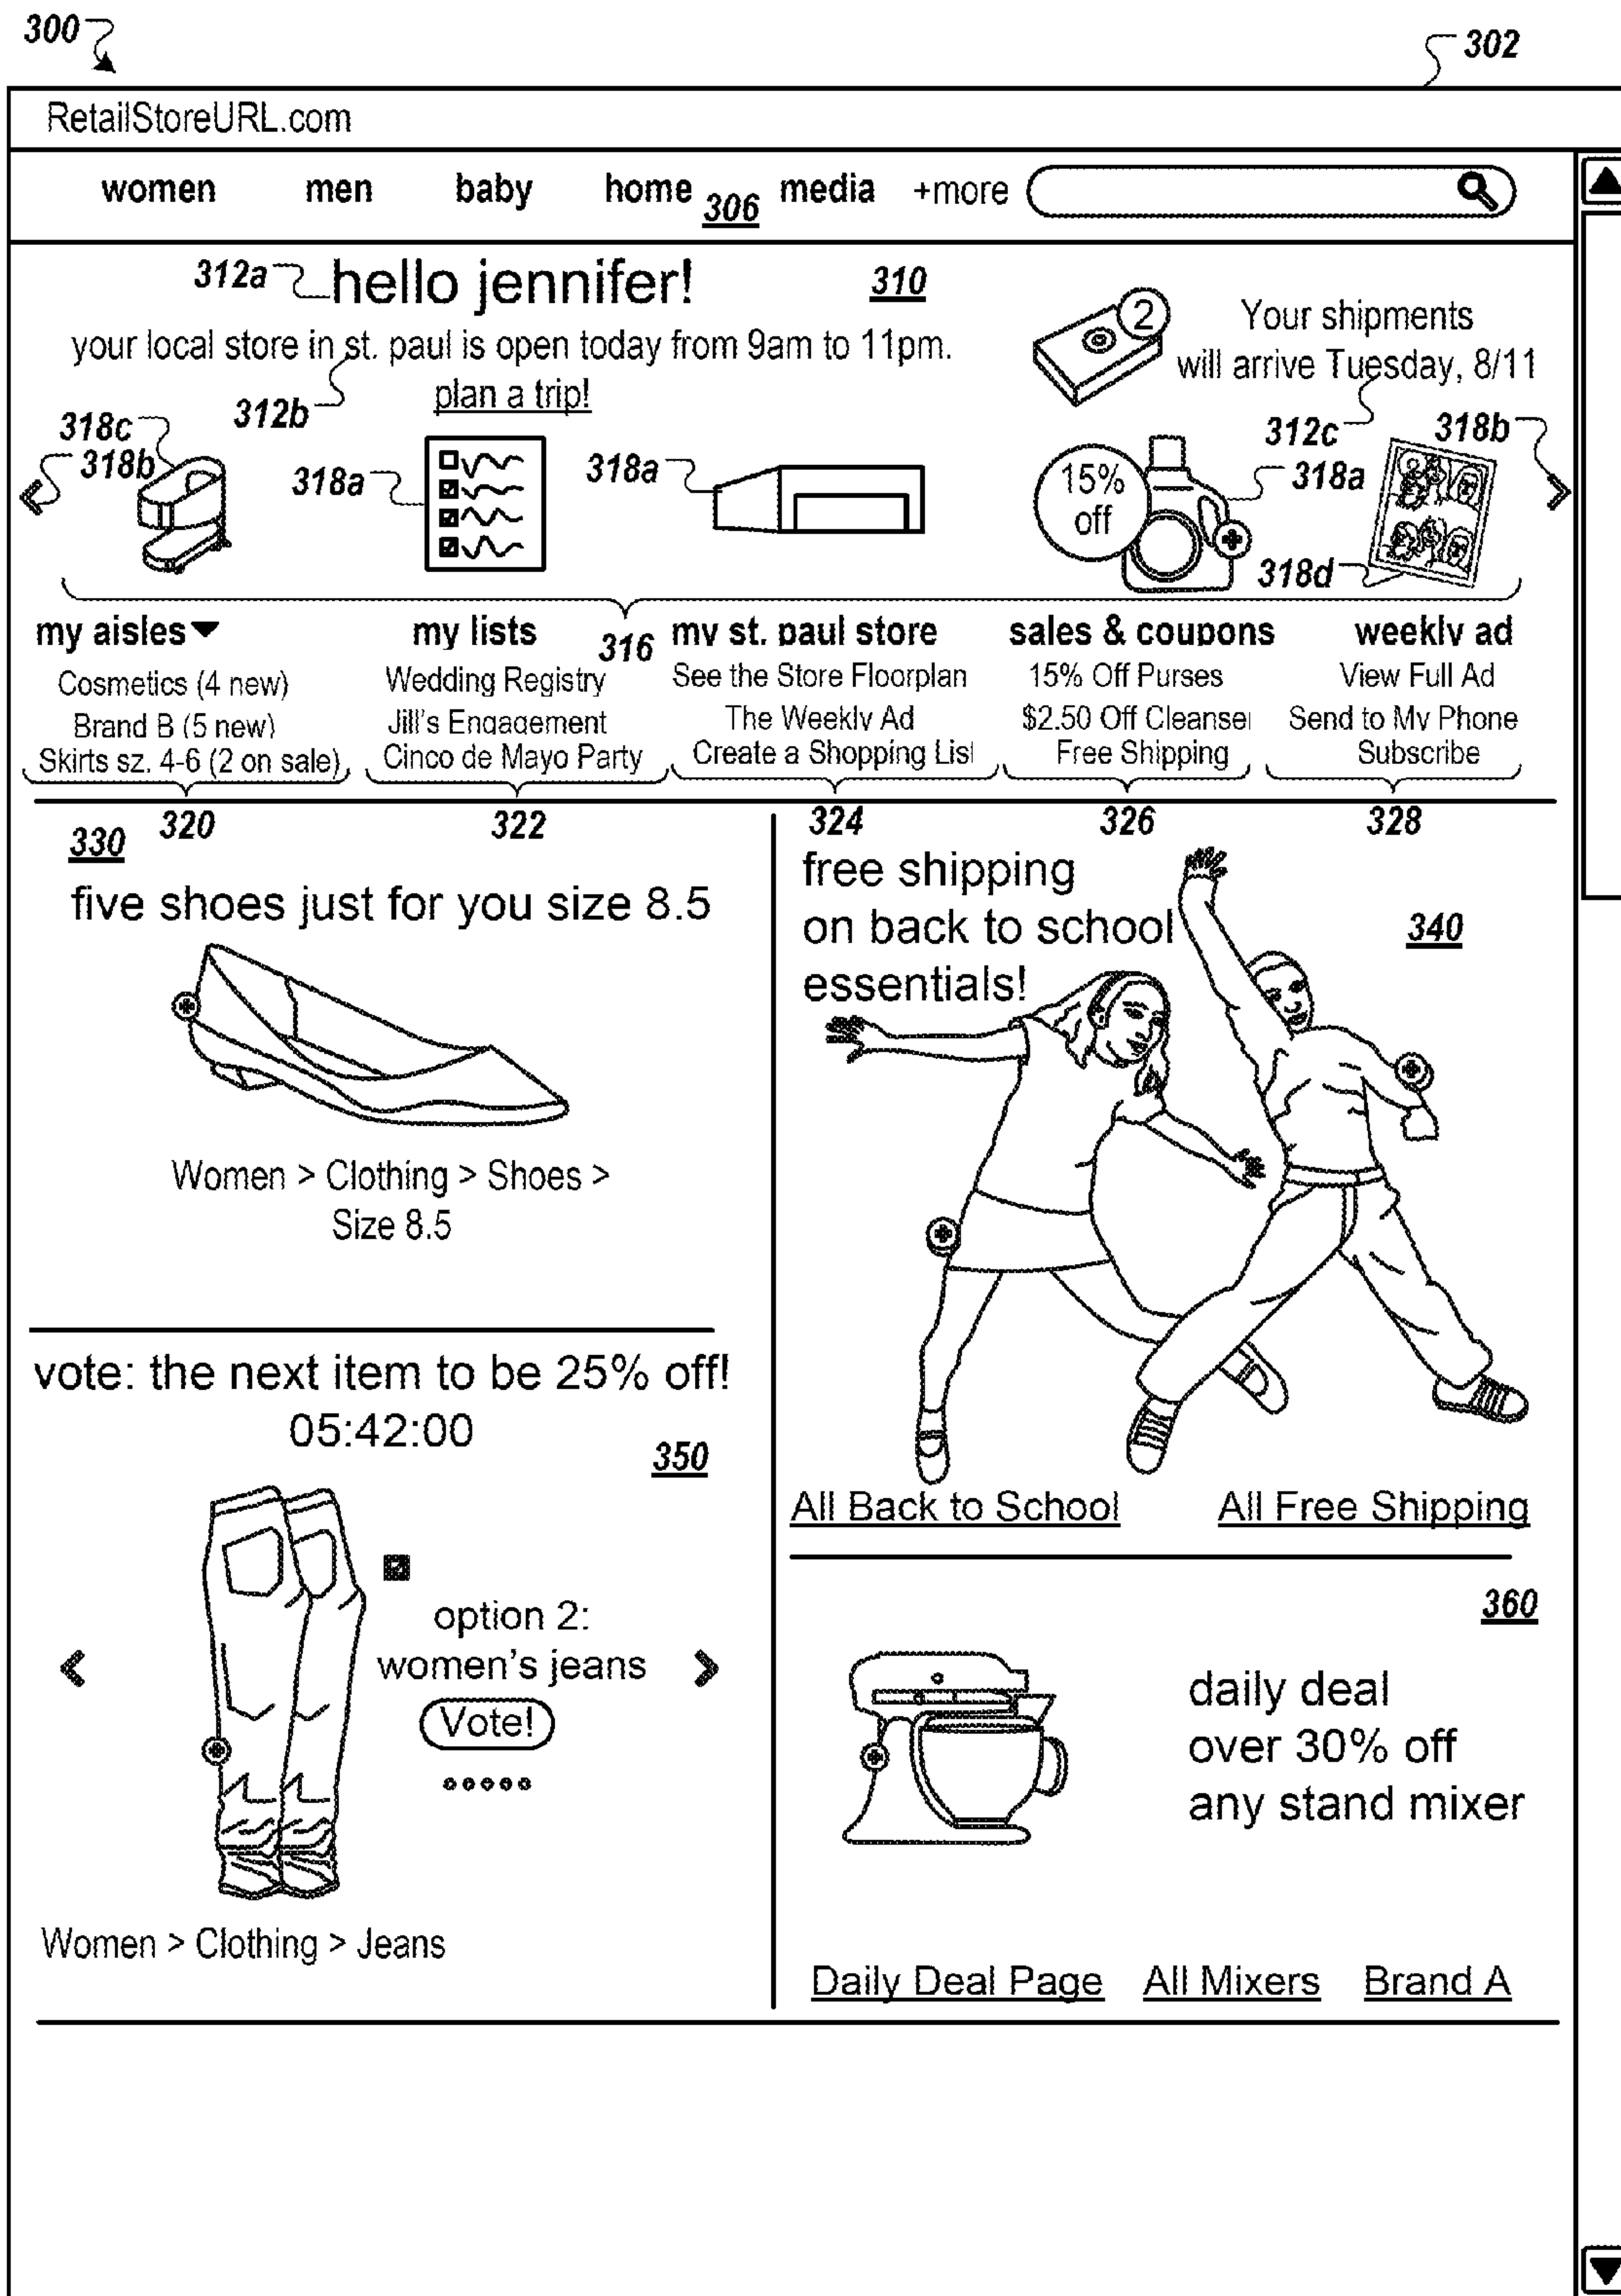 300
302
RetailStoreURL.com
women men baby home 306 media +more
312a hello jennifer! 310
2 Your shipments
your local store in st. paul is open today from 9am to 11pm.
will arrive Tuesday, 8/11
312b plan a trip!
318c 312c 318b
318b 318a 318a 15% off 318a
318d
my aisles my lists 316 my st. paul store sales & coupons weekly ad
Cosmetics (4 new) Wedding Registry See the Store Floorplan 15% Off Purses View Full Ad
Brand B (5 new) Jill's Engagement The Weekly Ad $2.50 Off Cleanser Send to My Phone
Skirts sz. 4-6 (2 on sale) Cinco de Mayo Party Create a Shopping List Free Shipping Subscribe
320 322 324 326 328
330
five shoes just for you size 8.5
Women > Clothing > Shoes >
Size 8.5
free shipping
on back to school
essentials!
340
All Back to School All Free Shipping
vote: the next item to be 25% off!
05:42:00
350
option 2:
women's jeans
< >
Vote!
Women > Clothing > Jeans
360
daily deal
over 30% off
any stand mixer
Daily Deal Page All Mixers Brand A